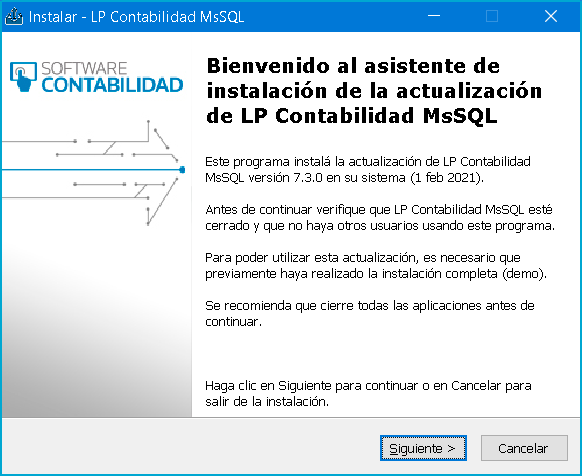 Instalar - LP Contabilidad MsSQL
SOFTWARE
CONTABILIDAD
Bienvenido al asistente de
instalación de la actualización
de LP Contabilidad MsSQL
Este programa instalá la actualización de LP Contabilidad
MsSQL versión 7.3.0 en su sistema (1 feb 2021).
Antes de continuar verifique que LP Contabilidad MsSQL esté
cerrado y que no haya otros usuarios usando este programa.
Para poder utilizar esta actualización, es necesario que
previamente haya realizado la instalación completa (demo).
Se recomienda que cierre todas las aplicaciones antes de
continuar.
Haga clic en Siguiente para continuar o en Cancelar para
salir de la instalación.
Siguiente >
Cancelar